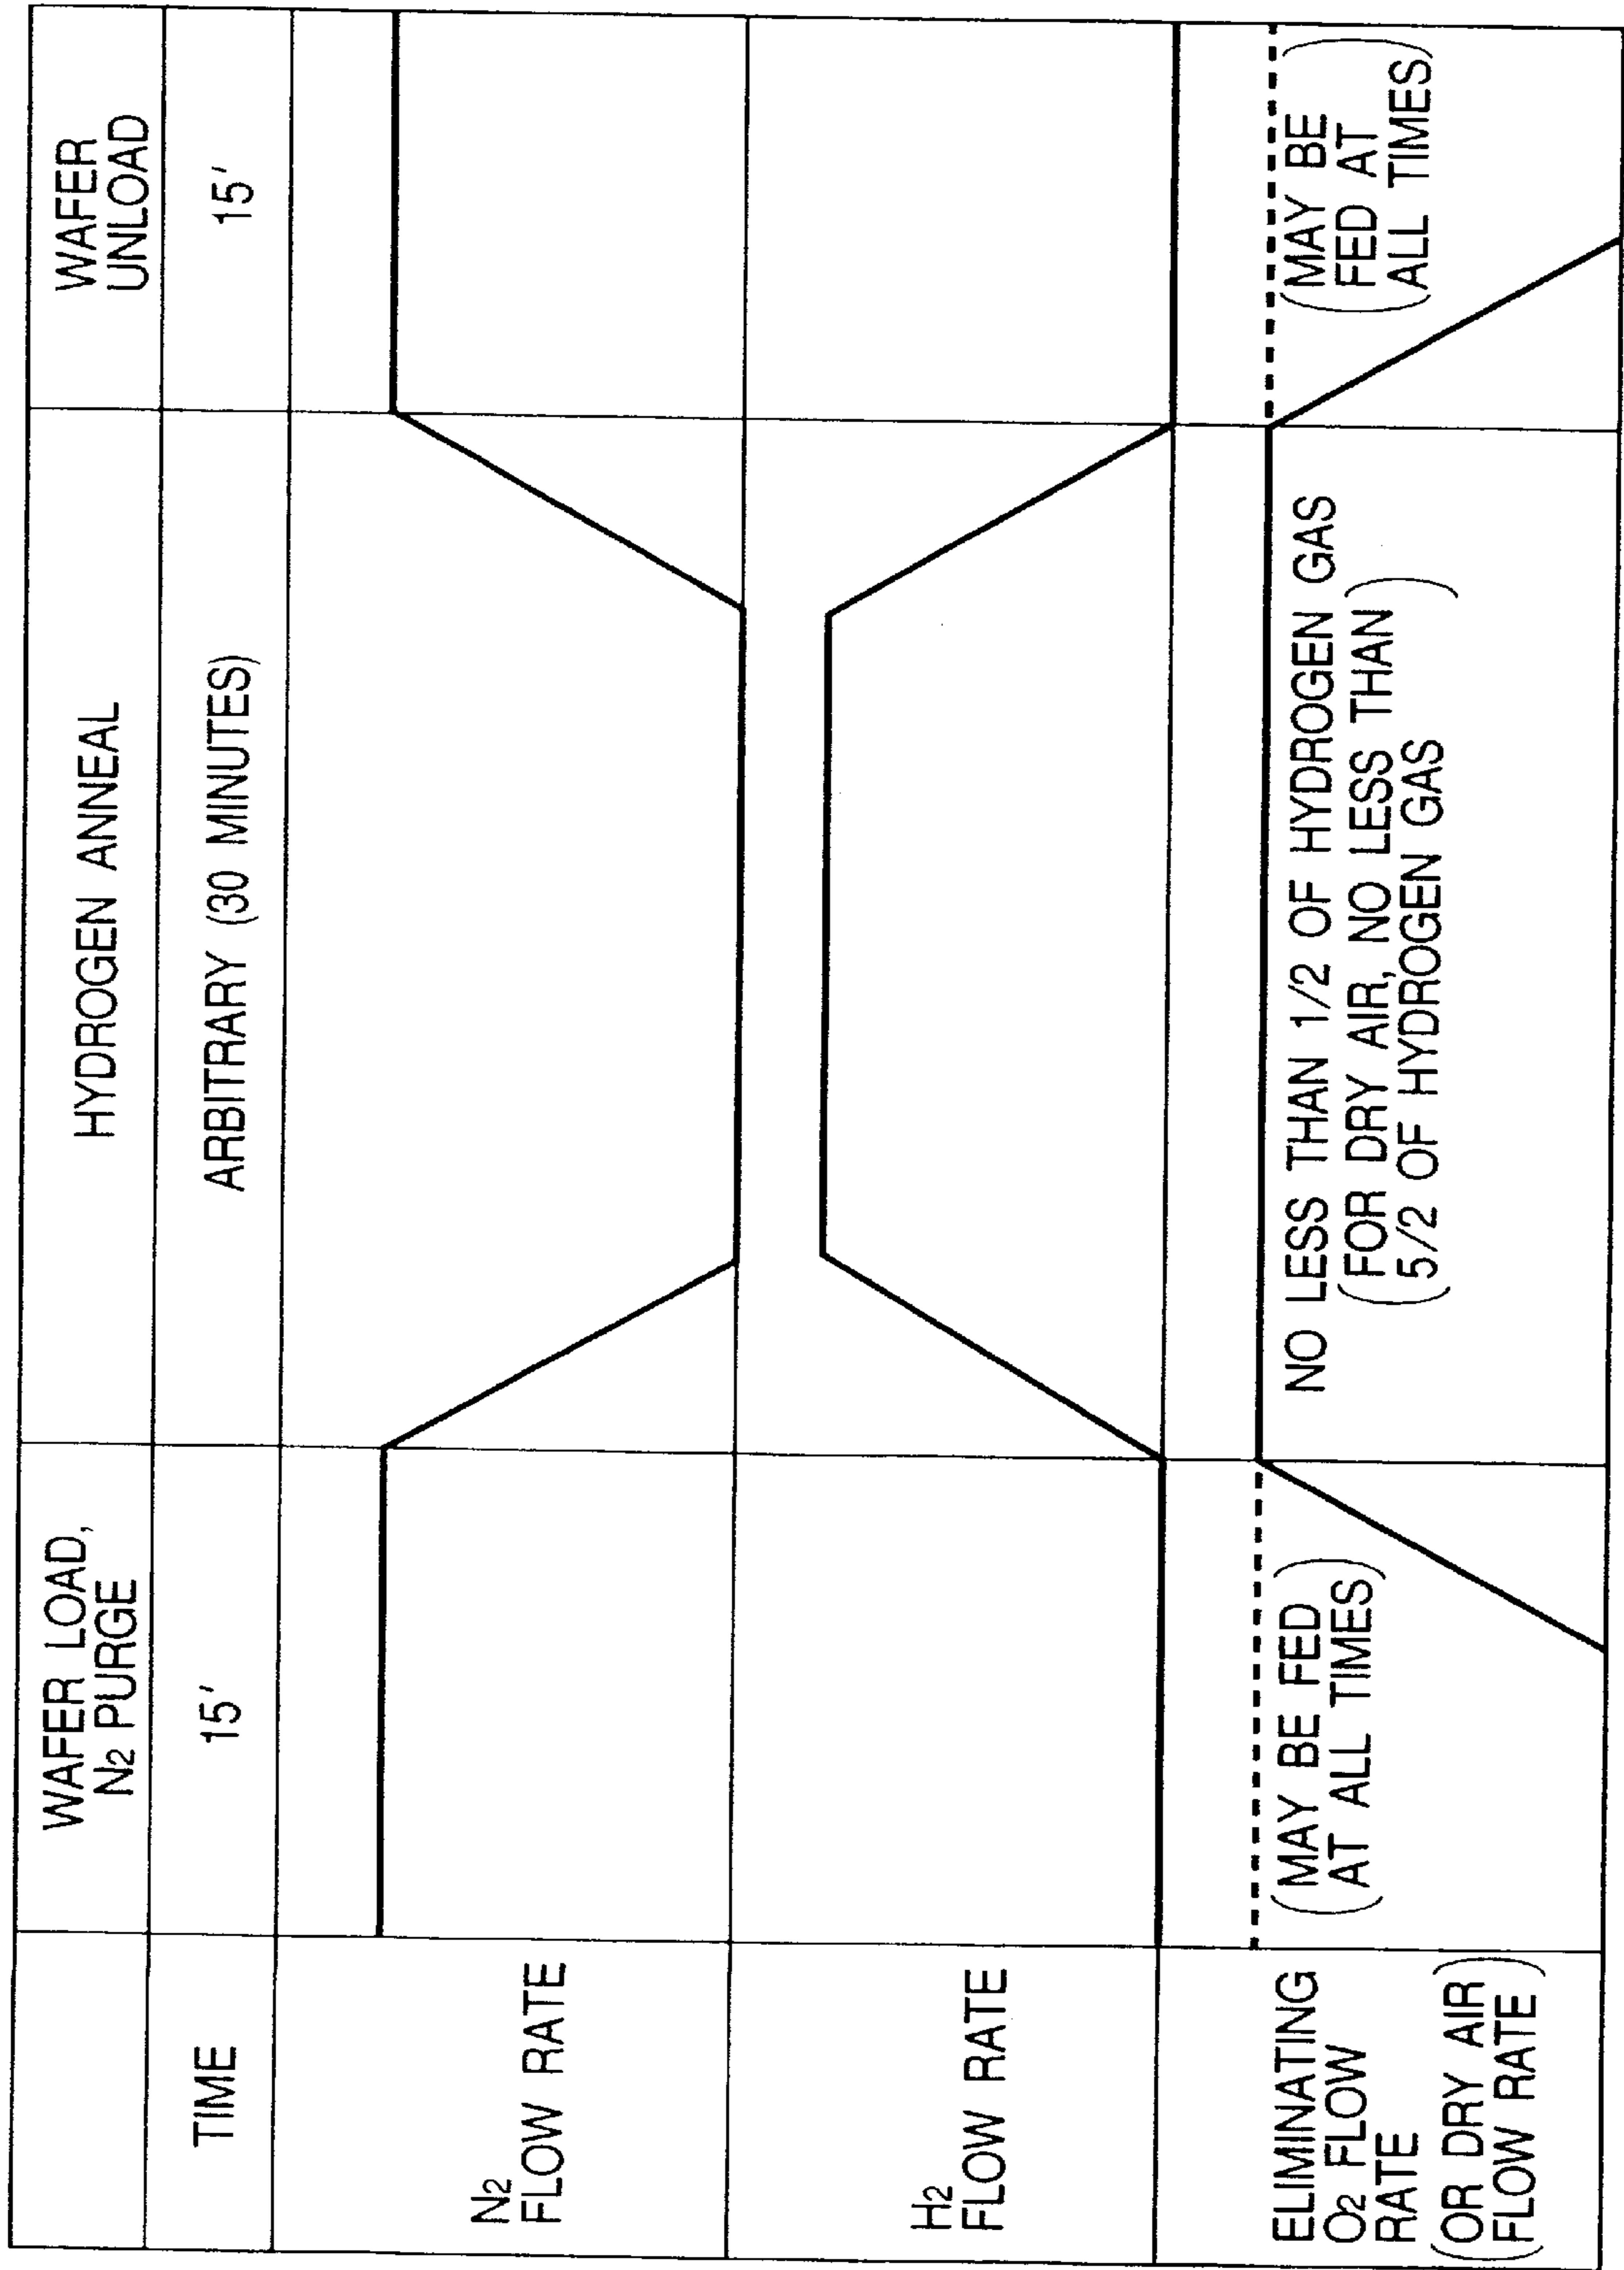 WAFER LOAD,
N2 PURGE
HYDROGEN ANNEAL
WAFER
UNLOAD
TIME
15′
ARBITRARY (30 MINUTES)
15′
N2
FLOW RATE
H2
FLOW RATE
ELIMINATING
O2 FLOW
RATE
(OR DRY AIR
FLOW RATE)
(MAY BE FED
AT ALL TIMES)
NO LESS THAN 1/2 OF HYDROGEN GAS
(FOR DRY AIR, NO LESS THAN
5/2 OF HYDROGEN GAS)
(MAY BE
FED AT
ALL TIMES)